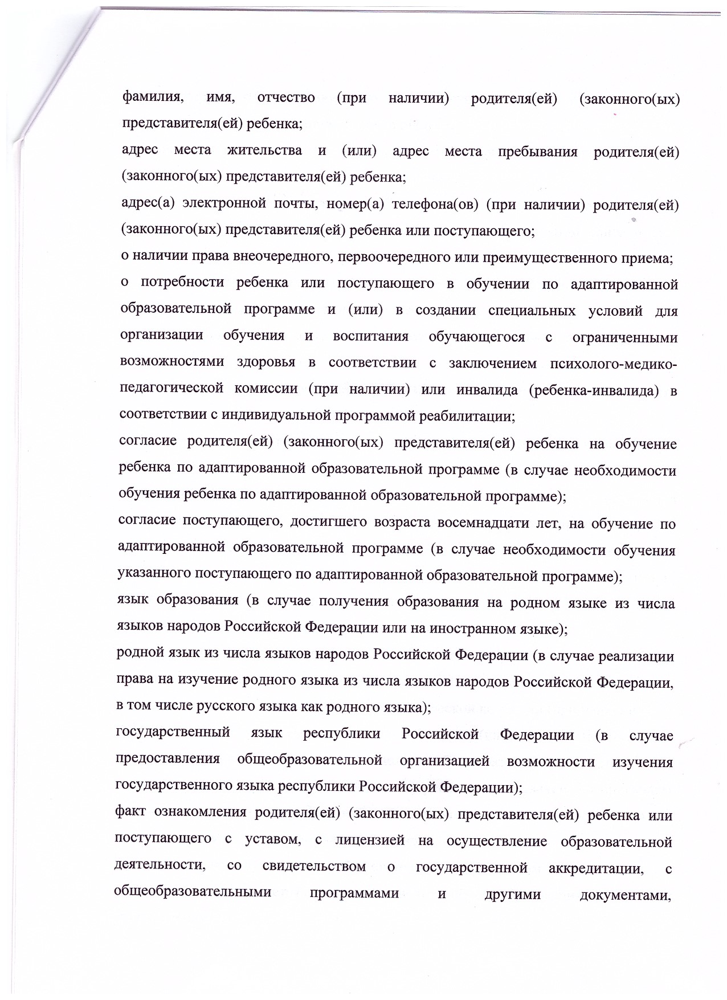 фамилия, имя, отчество (при наличии) родителя(ей) (законного(ых)
представителя(ей) ребенка;
адрес места жительства и (или) адрес места пребывания родителя(ей)
(законного(ых) представителя(ей) ребенка;
адрес(а) электронной почты, номер(а) телефона(ов) (при наличии) родителя(ей)
(законного(ых) представителя(ей) ребенка или поступающего;
о наличии права внеочередного, первоочередного или преимущественного приема;
о потребности ребенка или поступающего в обучении по адаптированной
образовательной программе и (или) в создании специальных условий для
организации обучения и воспитания обучающегося с ограниченными
возможностями здоровья в соответствии с заключением психолого-медико-
педагогической комиссии (при наличии) или инвалида (ребенка-инвалида) в
соответствии с индивидуальной программой реабилитации;
согласие родителя(ей) (законного(ых) представителя(ей) ребенка на обучение
ребенка по адаптированной образовательной программе (в случае необходимости
обучения ребенка по адаптированной образовательной программе);
согласие поступающего, достигшего возраста восемнадцати лет, на обучение по
адаптированной образовательной программе (в случае необходимости обучения
указанного поступающего по адаптированной образовательной программе);
язык образования (в случае получения образования на родном языке из числа
языков народов Российской Федерации или на иностранном языке);
родной язык из числа языков народов Российской Федерации (в случае реализации
права на изучение родного языка из числа языков народов Российской Федерации,
в том числе русского языка как родного языка);
государственный язык республики Российской Федерации (в случае
предоставления общеобразовательной организацией возможности изучения
государственного языка республики Российской Федерации);
факт ознакомления родителя(ей) (законного(ых) представителя(ей) ребенка или
поступающего с уставом, с лицензией на осуществление образовательной
деятельности, со свидетельством о государственной аккредитации, с
общеобразовательными программами и другими документами,